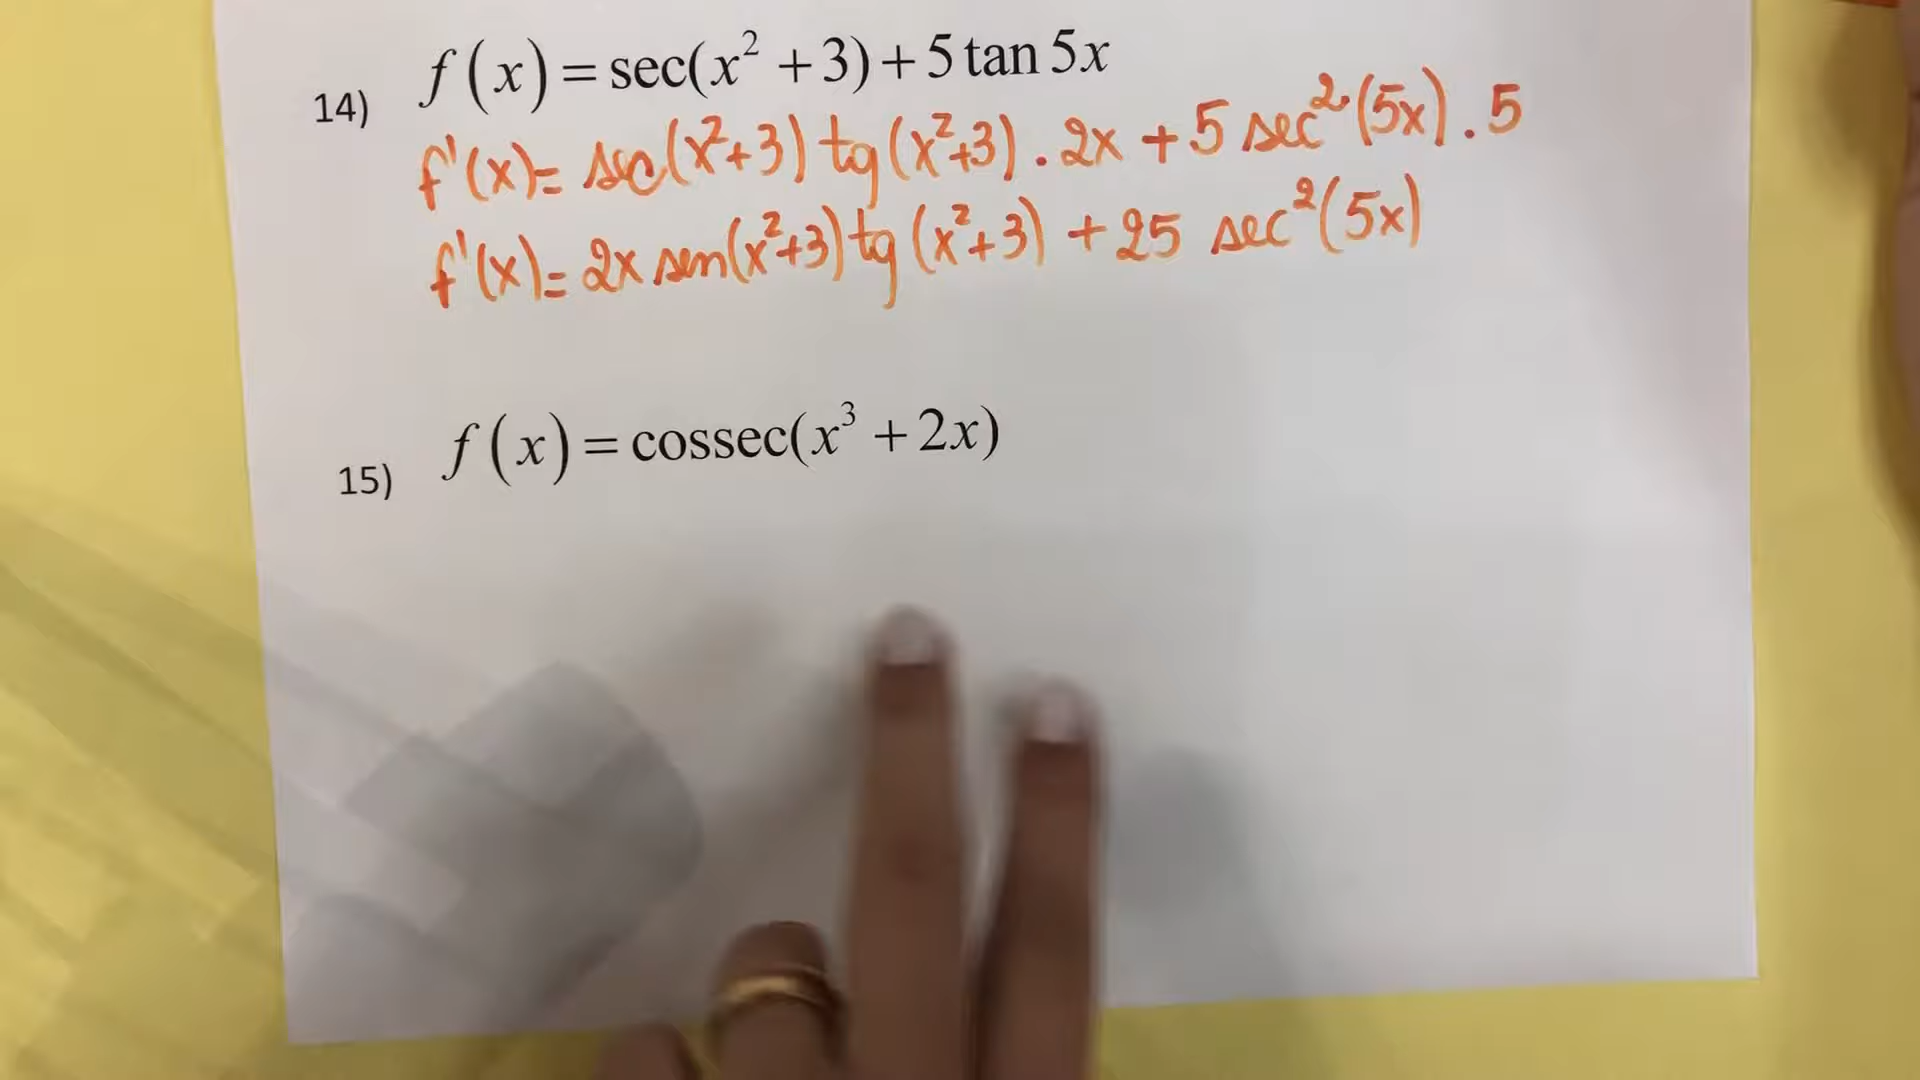 14) f(x) = sec(x² + 3) + 5 tan 5x
f'(x) = sec(x²+3) tg(x²+3) . 2x + 5 sec²(5x) . 5
f'(x) = 2x sen(x²+3) tg(x²+3) + 25 sec²(5x)
15) f(x) = cossec(x³ + 2x)